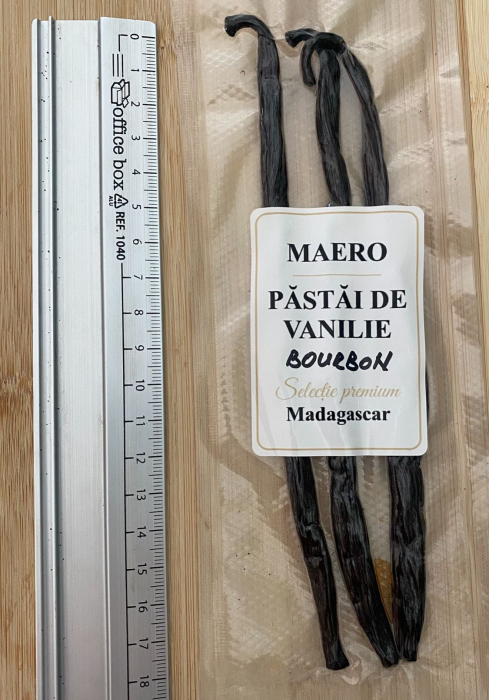 0
1
2
3
4
5
6
7
8
9
10
11
12
13
14
15
16
17
18
office box ALU REF. 1040
MAERO
PĂSTĂI DE
VANILIE
BOURBON
Selecție premium
Madagascar